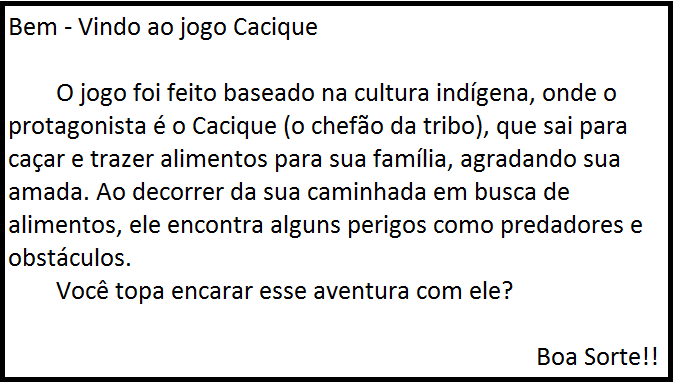 Bem - Vindo ao jogo Cacique
O jogo foi feito baseado na cultura indígena, onde o
protagonista é o Cacique (o chefão da tribo), que sai para
caçar e trazer alimentos para sua família, agradando sua
amada. Ao decorrer da sua caminhada em busca de
alimentos, ele encontra alguns perigos como predadores e
obstáculos.
Você topa encarar esse aventura com ele?
Boa Sorte!!